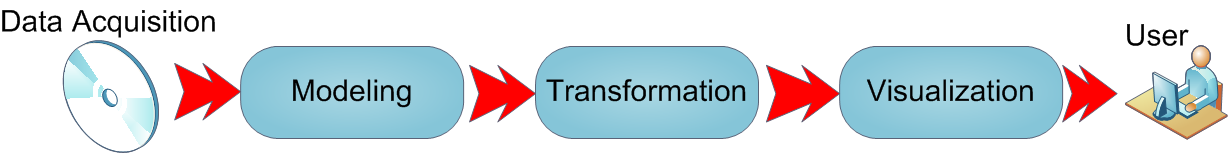 Data Acquisition
Modeling
Transformation
Visualization
User